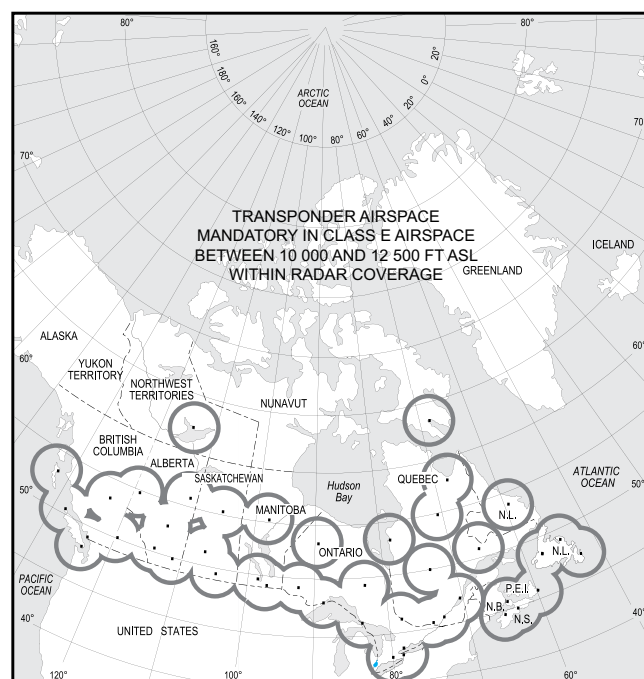 80°
80°
160°
180°
160°
140°
120°
100°
80°
60°
40°
20°
0°
20°
ARCTIC
OCEAN
70°
70°
TRANSPONDER AIRSPACE
MANDATORY IN CLASS E AIRSPACE
BETWEEN 10 000 AND 12 500 FT ASL
WITHIN RADAR COVERAGE
GREENLAND
ICELAND
ALASKA
YUKON
TERRITORY
NORTHWEST
TERRITORIES
NUNAVUT
60°
60°
BRITISH
COLUMBIA
ALBERTA
SASKATCHEWAN
MANITOBA
Hudson
Bay
ONTARIO
QUEBEC
N.L.
ATLANTIC
OCEAN
50°
50°
N.L.
P.E.I.
N.B.
N.S.
PACIFIC
OCEAN
40°
40°
UNITED STATES
120°
100°
80°
60°